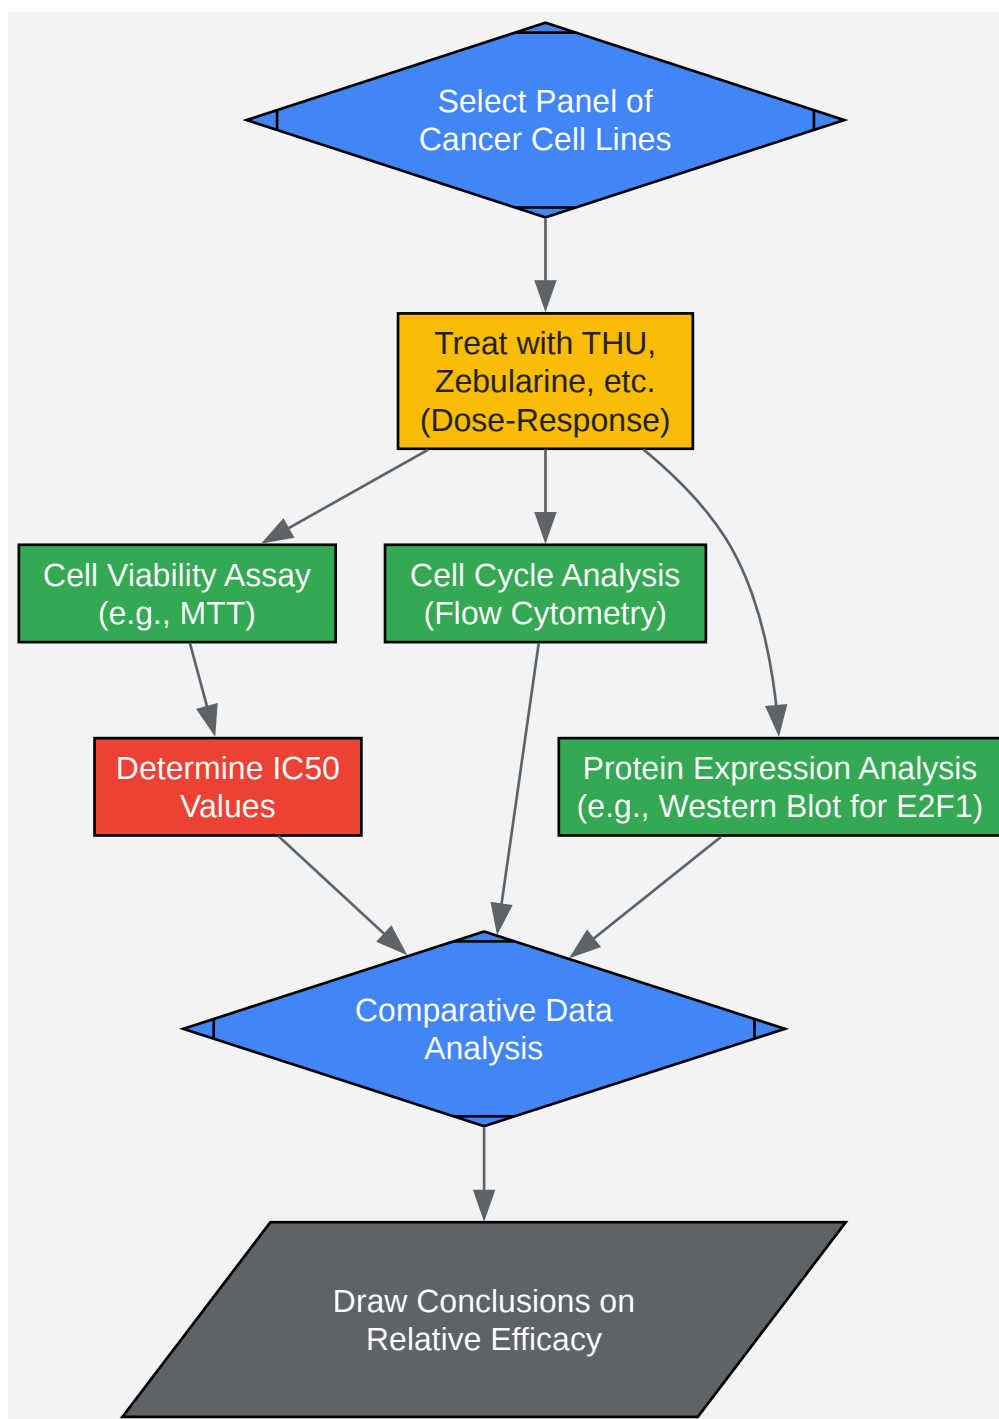 Select Panel of
Cancer Cell Lines
Treat with THU,
Zebularine, etc.
(Dose-Response)
Cell Viability Assay
(e.g., MTT)
Cell Cycle Analysis
(Flow Cytometry)
Determine IC50
Values
Protein Expression Analysis
(e.g., Western Blot for E2F1)
Comparative Data
Analysis
Draw Conclusions on
Relative Efficacy